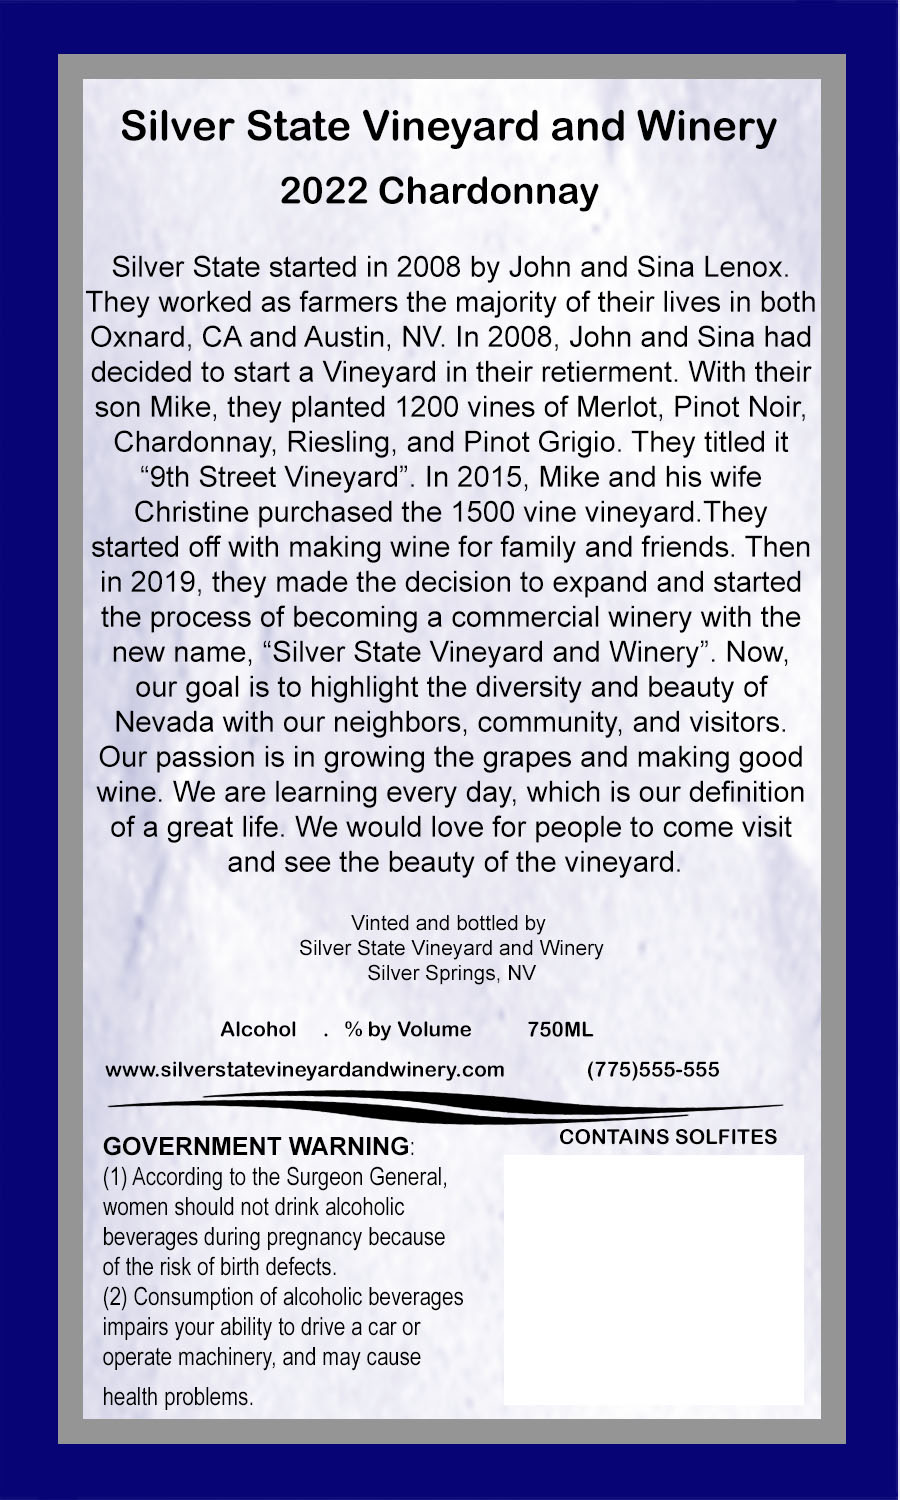 Silver State Vineyard and Winery
2022 Chardonnay
Silver State started in 2008 by John and Sina Lenox.
They worked as farmers the majority of their lives in both
Oxnard, CA and Austin, NV. In 2008, John and Sina had
decided to start a Vineyard in their retierment. With their
son Mike, they planted 1200 vines of Merlot, Pinot Noir,
Chardonnay, Riesling, and Pinot Grigio. They titled it
“9th Street Vineyard”. In 2015, Mike and his wife
Christine purchased the 1500 vine vineyard.They
started off with making wine for family and friends. Then
in 2019, they made the decision to expand and started
the process of becoming a commercial winery with the
new name, “Silver State Vineyard and Winery”. Now,
our goal is to highlight the diversity and beauty of
Nevada with our neighbors, community, and visitors.
Our passion is in growing the grapes and making good
wine. We are learning every day, which is our definition
of a great life. We would love for people to come visit
and see the beauty of the vineyard.
Vinted and bottled by
Silver State Vineyard and Winery
Silver Springs, NV
Alcohol . % by Volume 750ML
www.silverstatevineyardandwinery.com (775)555-555
CONTAINS SOLFITES
GOVERNMENT WARNING:
(1) According to the Surgeon General,
women should not drink alcoholic
beverages during pregnancy because
of the risk of birth defects.
(2) Consumption of alcoholic beverages
impairs your ability to drive a car or
operate machinery, and may cause
health problems.